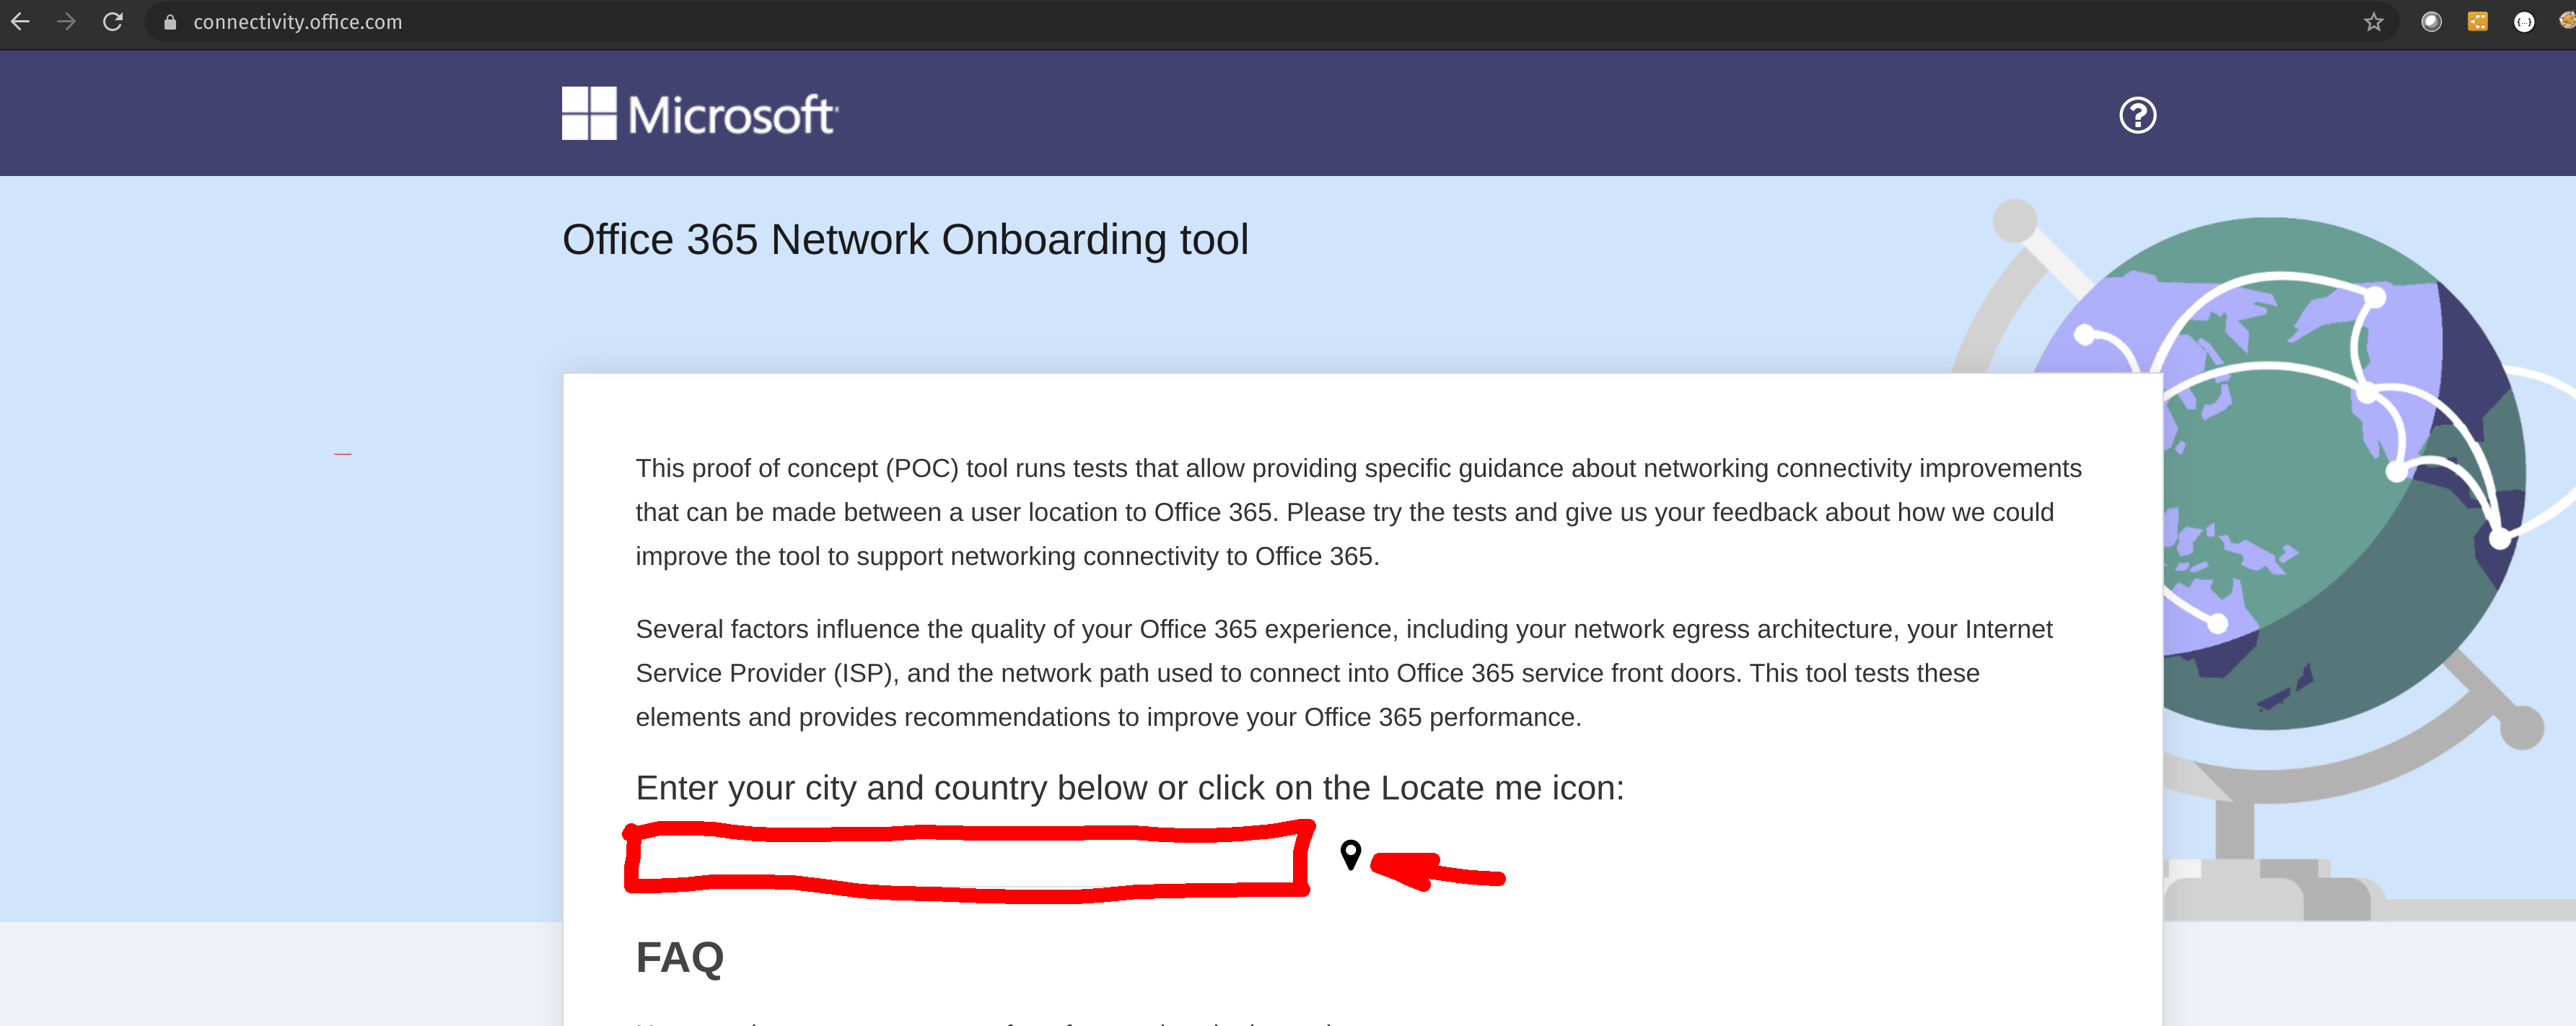 connectivity.office.com
Microsoft
Office 365 Network Onboarding tool
This proof of concept (POC) tool runs tests that allow providing specific guidance about networking connectivity improvements
that can be made between a user location to Office 365. Please try the tests and give us your feedback about how we could
improve the tool to support networking connectivity to Office 365.
Several factors influence the quality of your Office 365 experience, including your network egress architecture, your Internet
Service Provider (ISP), and the network path used to connect into Office 365 service front doors. This tool tests these
elements and provides recommendations to improve your Office 365 performance.
Enter your city and country below or click on the Locate me icon:
FAQ